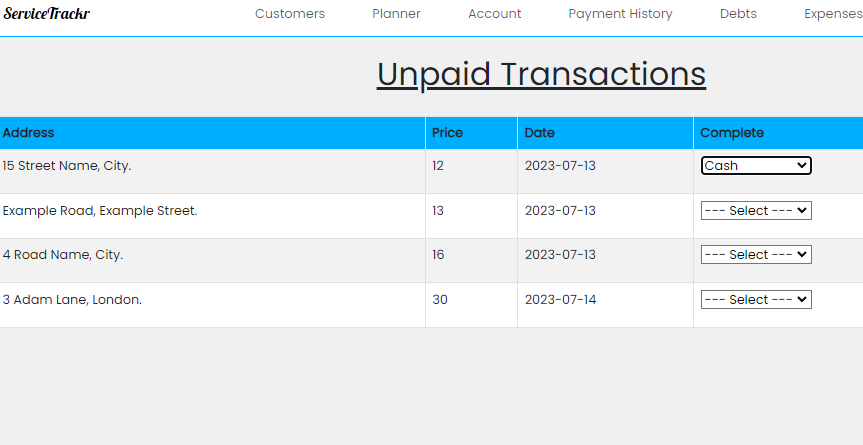 ServiceTrackr Customers Planner Account Payment History Debts Expenses
Unpaid Transactions
Address Price Date Complete
15 Street Name, City. 12 2023-07-13 Cash
Example Road, Example Street. 13 2023-07-13 --- Select ---
4 Road Name, City. 16 2023-07-13 --- Select ---
3 Adam Lane, London. 30 2023-07-14 --- Select ---